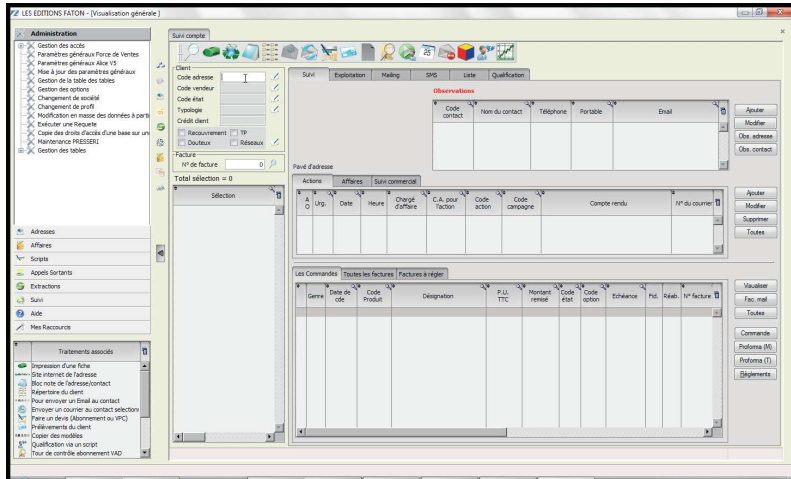 LES EDITIONS FATON - [Visualisation générale ]
Administration
Gestion des accés
Paramètres généraux Force de Ventes
Paramètres généraux Alice V5
Mise à jour des paramètres généraux
Gestion de la table des tables
Gestion des options
Changement de société
Changement de profil
Modification en masse des données à parti
Exécuter une Requete
Copie des droits d'accès d'une base sur un
Maintenance PRESSERI
Gestion des tables
Adresses
Affaires
Scripts
Appels Sortants
Extractions
Suivi
Aide
Mes Raccourcis
Traitements associés
Impression d'une fiche
Site internet de l'adresse
Bloc note de l'adresse/contact
Répertoire du client
Pour envoyer un Email au contact
Envoyer un courrier au contact selectionn
Faire un devis (Abonnement ou VPC)
Prélèvements du client
Copier des modèles
Qualification via un script
Tour de contrôle abonnement VAD
Suivi compte
Client
Code adresse
Code vendeur
Code état
Typologie
Crédit client
Recouvrement TP
Douteux Réseaux
Facture
N° de facture 0
Total sélection = 0
Sélection
Suivi Exploitation Mailing SMS Liste Qualification
Observations
Code contact Nom du contact Téléphone Portable Email
Ajouter
Modifier
Obs. adresse
Obs. contact
Pavé d'adresse
Actions Affaires Suivi commercial
A O Urg. Date Heure Chargé d'affaire C.A. pour l'action Code action Code campagne Compte rendu N° du courrier
Ajouter
Modifier
Supprimer
Toutes
Les Commandes Toutes les factures Factures à régler
Genre Date de cde Code Produit Désignation P.U. TTC Montant remisé Code état Code option Echéance Fid. Réab. N° facture
Visualiser
Fac. mail
Toutes
Commande
Proforma (M)
Proforma (T)
Règlements